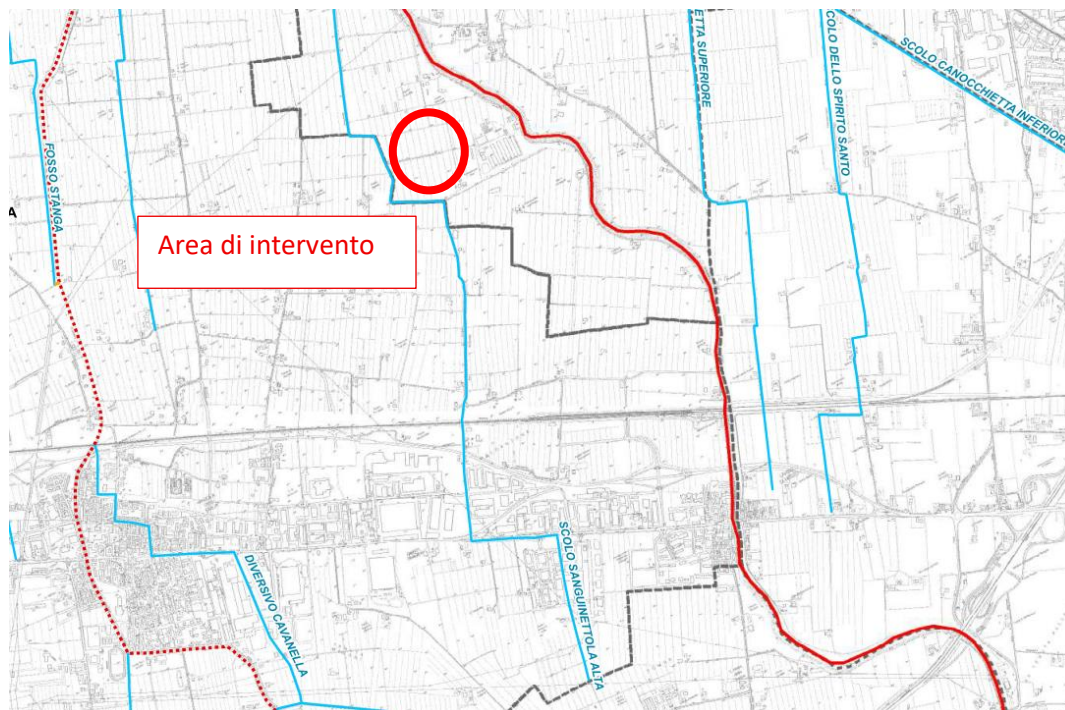 ETTA SUPERIORE
COLO DELLO SPIRITO SANTO
SCOLO CANOCCHIETTA INFERIORE
FOSSO STANGA
A
Area di intervento
DIVERSIVO CAVANELLA
SCOLO SANGUINETTOLA ALTA